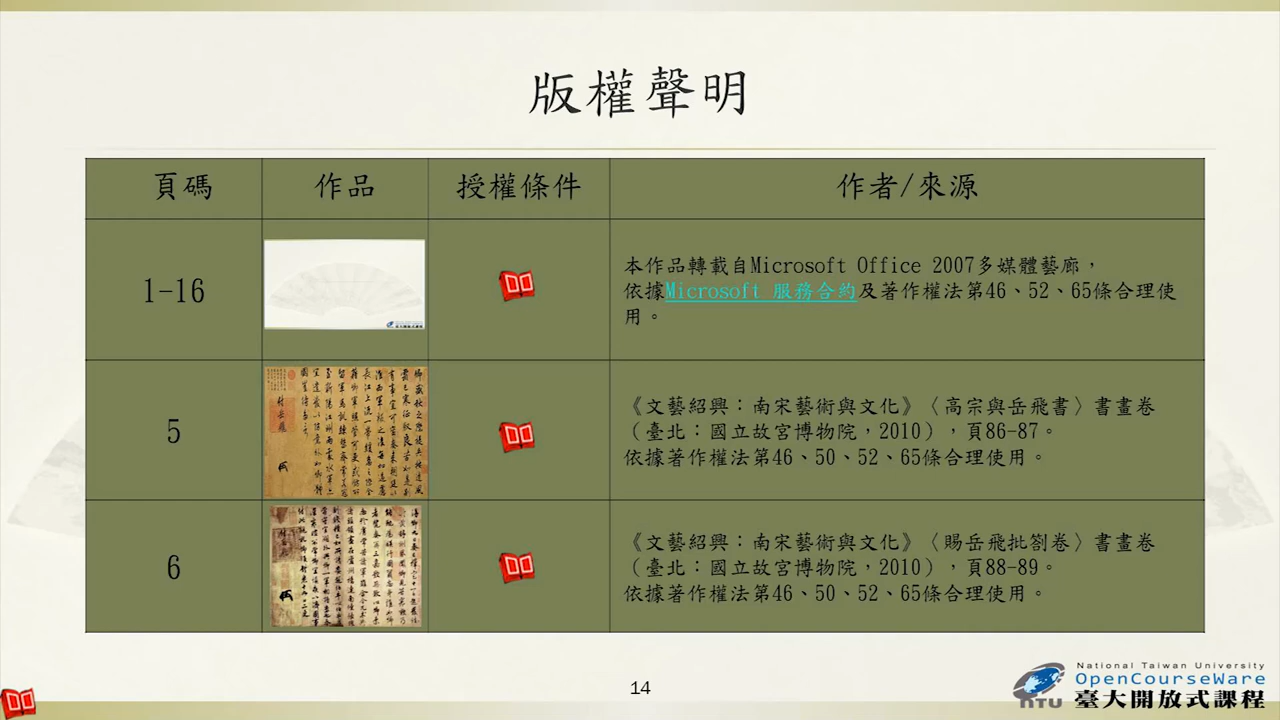 版權聲明
頁碼 作品 授權條件 作者/來源
1-16
本作品轉載自Microsoft Office 2007多媒體藝廊，
依據Microsoft 服務合約及著作權法第46、52、65條合理使
用。
5
《文藝紹興：南宋藝術與文化》〈高宗與岳飛書〉書畫卷
（臺北：國立故宮博物院，2010），頁86-87。
依據著作權法第46、50、52、65條合理使用。
6
《文藝紹興：南宋藝術與文化》〈賜岳飛批劄卷〉書畫卷
（臺北：國立故宮博物院，2010），頁88-89。
依據著作權法第46、50、52、65條合理使用。
14
National Taiwan University
OpenCourseWare
NTU 臺大開放式課程